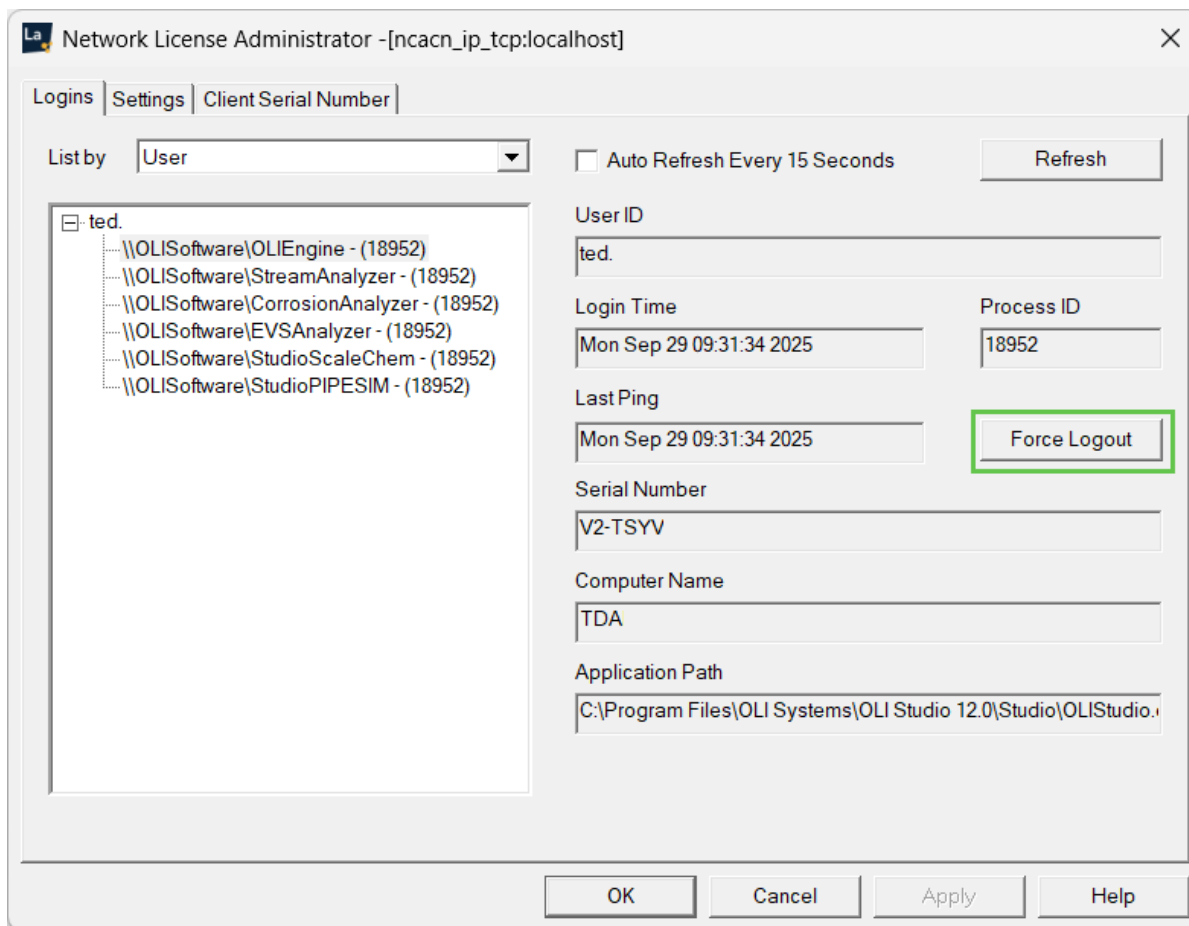 La
Network License Administrator -[ncacn_ip_tcp:localhost]
Logins Settings Client Serial Number
List by User
Auto Refresh Every 15 Seconds
Refresh
ted.
\\OLISoftware\OLIEngine - (18952)
\\OLISoftware\StreamAnalyzer - (18952)
\\OLISoftware\CorrosionAnalyzer - (18952)
\\OLISoftware\EVSAnalyzer - (18952)
\\OLISoftware\StudioScaleChem - (18952)
\\OLISoftware\StudioPIPESIM - (18952)
User ID
ted.
Login Time
Process ID
Mon Sep 29 09:31:34 2025
18952
Last Ping
Mon Sep 29 09:31:34 2025
Force Logout
Serial Number
V2-TSYV
Computer Name
TDA
Application Path
C:\Program Files\OLI Systems\OLI Studio 12.0\Studio\OLIStudio.
OK Cancel Apply Help